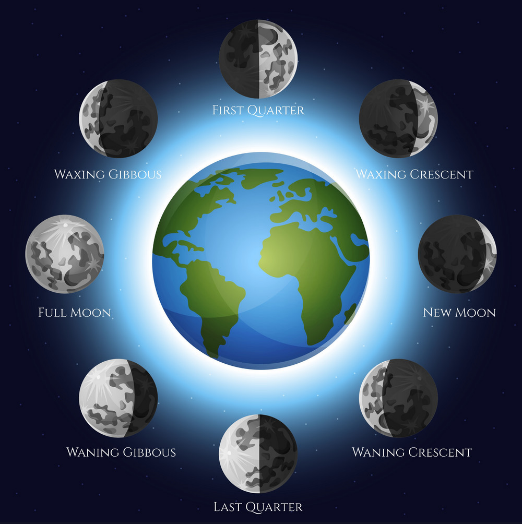 First Quarter
Waxing Gibbous
Waxing Crescent
Full Moon
New Moon
Waning Gibbous
Waning Crescent
Last Quarter